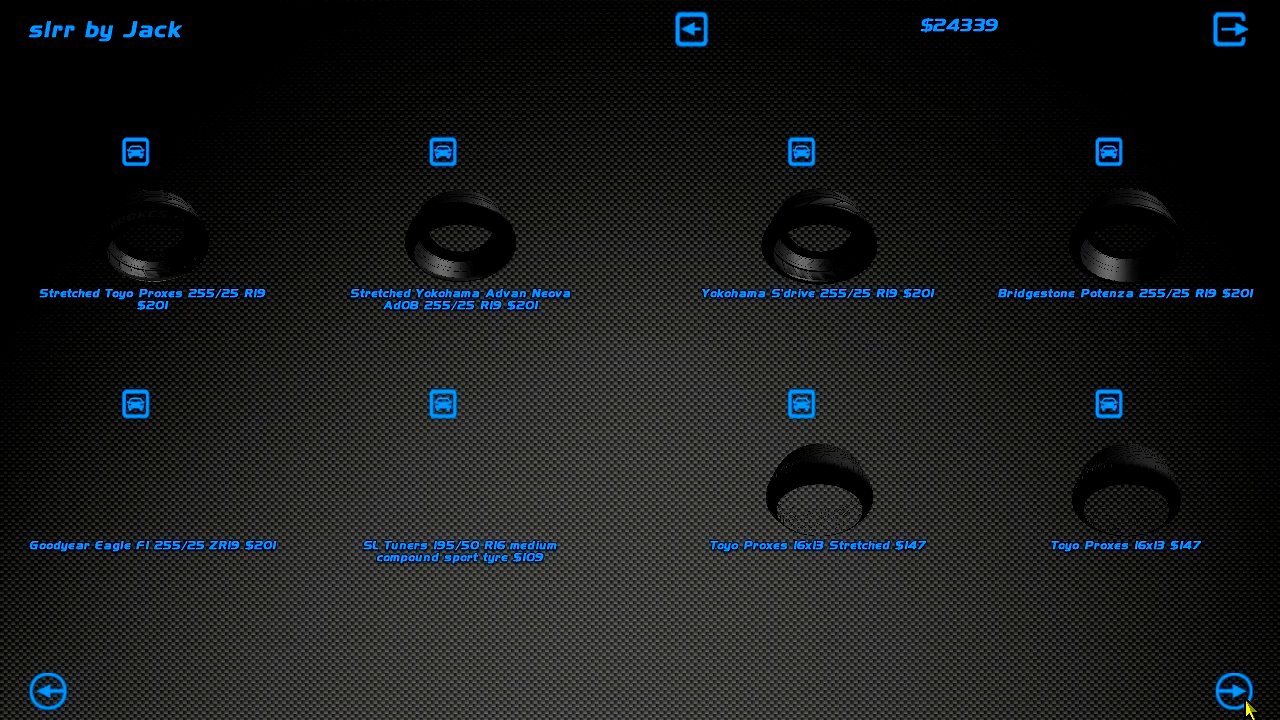 slrr by Jack
$24339
Stretched Toyo Proxes 255/25 R19
$201
Stretched Yokohama Advan Neova
Ad08 255/25 R19 $201
Yokohama S'drive 255/25 R19 $201
Bridgestone Potenza 255/25 R19 $201
Goodyear Eagle F1 255/25 ZR19 $201
SL Tuners 195/50 R16 medium
compound sport tyre $109
Toyo Proxes 16x13 Stretched $147
Toyo Proxes 16x13 $147